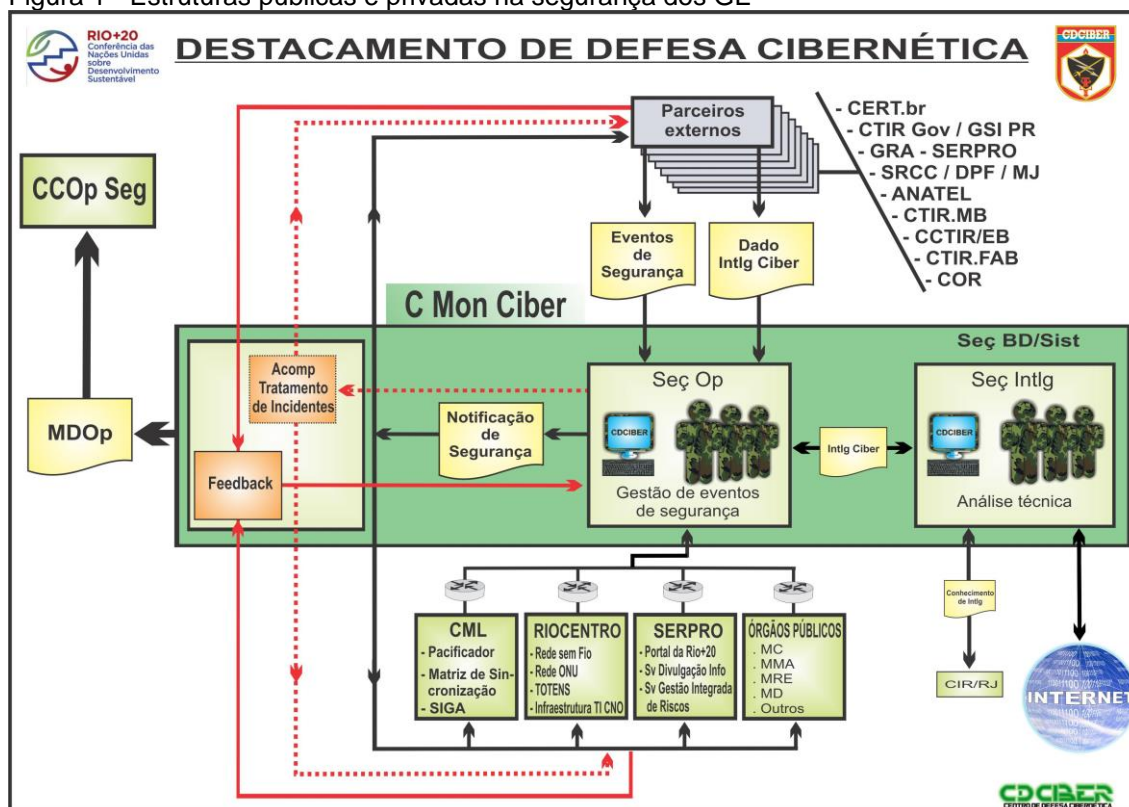 Figura 1 - Estruturas públicas e privadas na segurança dos GE
RIO+20
Conferência das
Nações Unidas
sobre
Desenvolvimento
Sustentável
DESTACAMENTO DE DEFESA CIBERNÉTICA
CDCIBER
Parceiros
externos
- CERT.br
- CTIR Gov / GSI PR
- GRA - SERPRO
- SRCC / DPF / MJ
- ANATEL
- CTIR.MB
- CCTIR/EB
- CTIR.FAB
- COR
CCOp Seg
Eventos
de
Segurança
Dado
Intlg Ciber
C Mon Ciber
Seç BD/Sist
Acomp
Tratamento
de Incidentes
Seç Op
CDCIBER
Gestão de eventos
de segurança
Seç Intlg
CDCIBER
Análise técnica
MDOp
Notificação
de
Segurança
Intlg Ciber
Feedback
CML
- Pacificador
- Matriz de Sin-
cronização
- SIGA
RIOCENTRO
- Rede sem Fio
- Rede ONU
- TOTENS
- Infraestrutura TI CNO
SERPRO
- Portal da Rio+20
- Sv Divulgação Info
- Sv Gestão Integrada
de Riscos
ÓRGÃOS PÚBLICOS
. MC
. MMA
. MRE
. MD
. Outros
Conhecimento
de Intlg
CIR/RJ
INTERNET
CDCIBER
CENTRO DE DEFESA CIBERNÉTICA